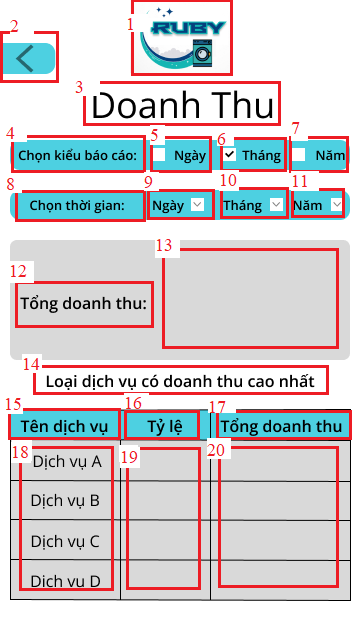 1 RUBY
2
3 Doanh Thu
4 5 6 7
Chọn kiểu báo cáo: Ngày Tháng Năm
8 9 10 11
Chọn thời gian: Ngày Tháng Năm
12 13
Tổng doanh thu:
14
Loại dịch vụ có doanh thu cao nhất
15 16 17
Tên dịch vụ Tỷ lệ Tổng doanh thu
18 19 20
Dịch vụ A
Dịch vụ B
Dịch vụ C
Dịch vụ D